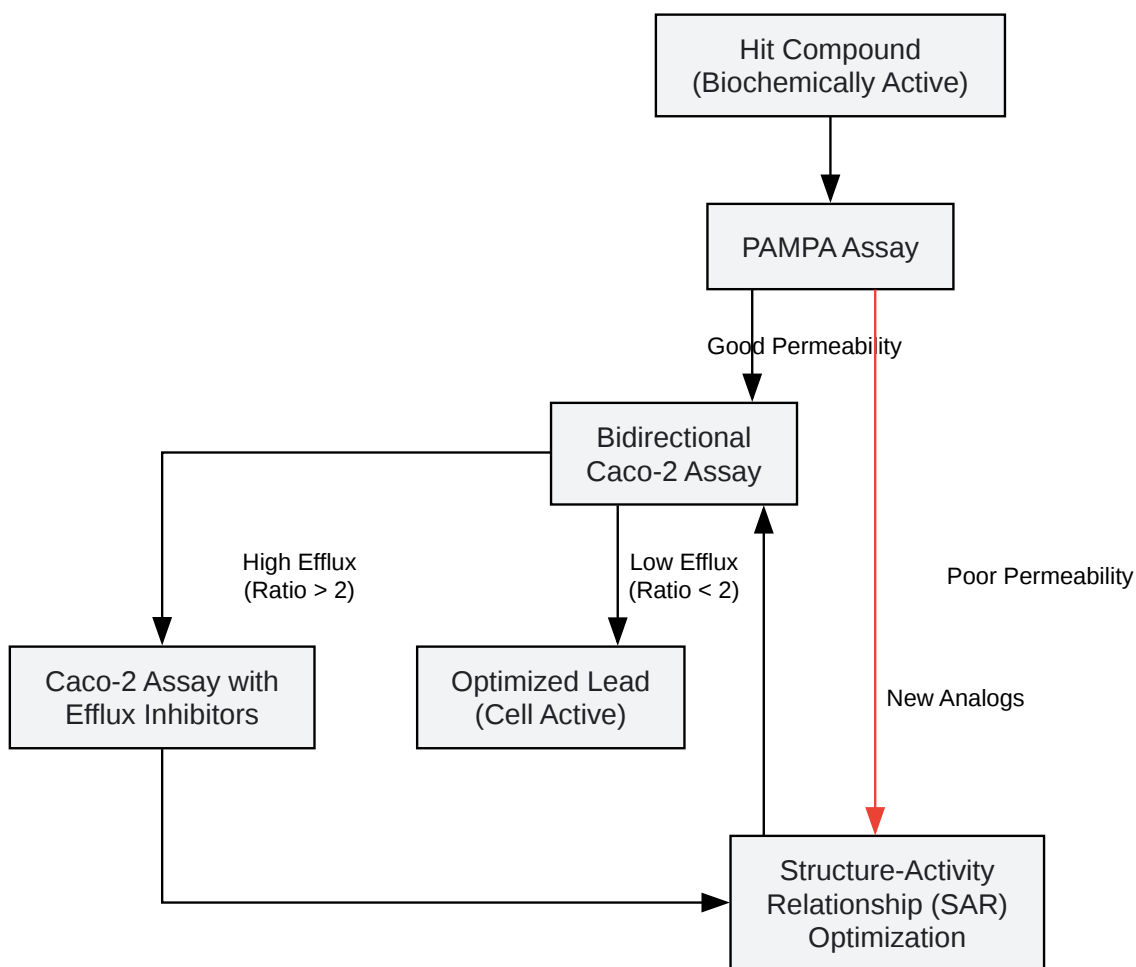 Hit Compound
(Biochemically Active)
PAMPA Assay
Good Permeability
Bidirectional
Caco-2 Assay
High Efflux
(Ratio > 2)
Low Efflux
(Ratio < 2)
Poor Permeability
Caco-2 Assay with
Efflux Inhibitors
Optimized Lead
(Cell Active)
New Analogs
Structure-Activity
Relationship (SAR)
Optimization